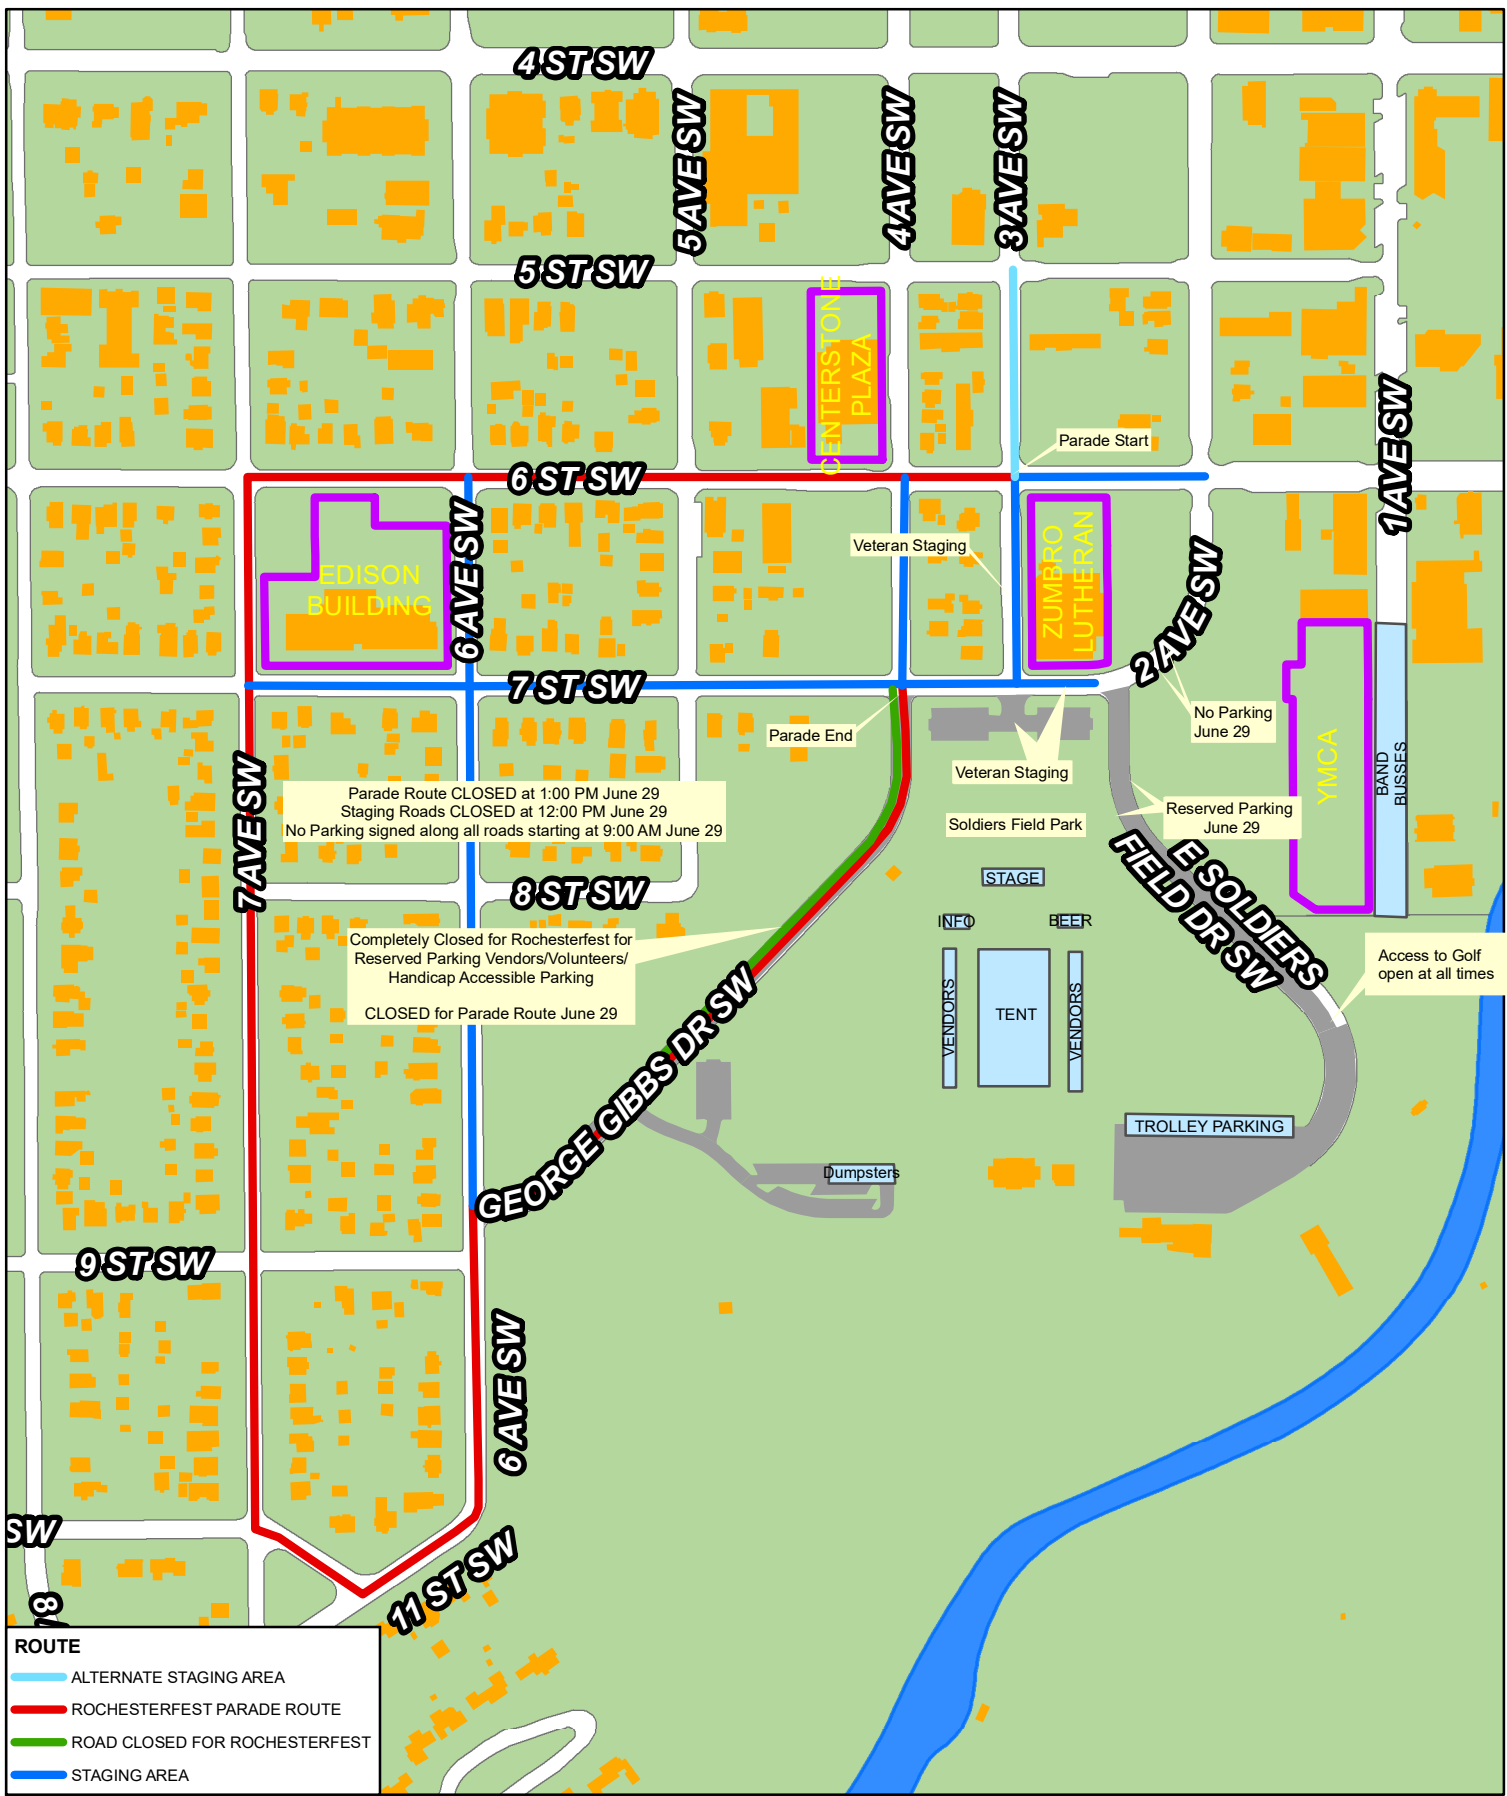 4 ST SW
5 AVE SW
4 AVE SW
3 AVE SW
5 ST SW
CENTERSTONE
PLAZA
1 AVE SW
Parade Start
6 ST SW
6 AVE SW
EDISON
BUILDING
Veteran Staging
ZUMBRO
LUTHERAN
2 AVE SW
7 ST SW
No Parking
June 29
Parade End
Veteran Staging
YMCA
BAND
BUSSES
7 AVE SW
Parade Route CLOSED at 1:00 PM June 29
Staging Roads CLOSED at 12:00 PM June 29
No Parking signed along all roads starting at 9:00 AM June 29
Reserved Parking
June 29
Soldiers Field Park
E SOLDIERS
FIELD DR SW
STAGE
8 ST SW
INFO
BEER
Completely Closed for Rochesterfest for
Reserved Parking Vendors/Volunteers/
Handicap Accessible Parking
CLOSED for Parade Route June 29
Access to Golf
open at all times
VENDORS
TENT
VENDORS
GEORGE GIBBS DR SW
TROLLEY PARKING
Dumpsters
9 ST SW
6 AVE SW
SW
11 ST SW
8
ROUTE
ALTERNATE STAGING AREA
ROCHESTERFEST PARADE ROUTE
ROAD CLOSED FOR ROCHESTERFEST
STAGING AREA